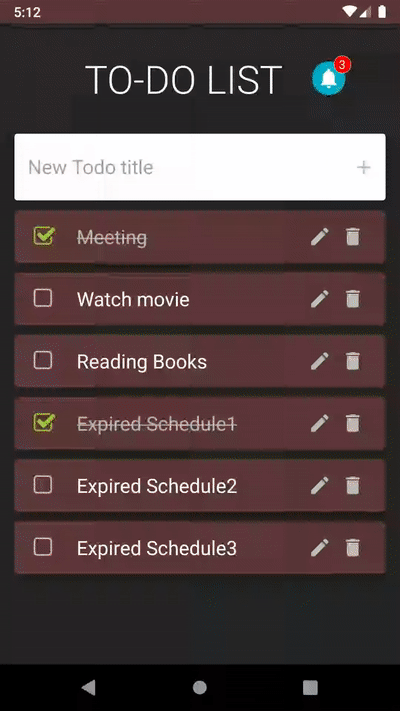 5:12
TO-DO LIST
3
New Todo title
Meeting
Watch movie
Reading Books
Expired Schedule1
Expired Schedule2
Expired Schedule3